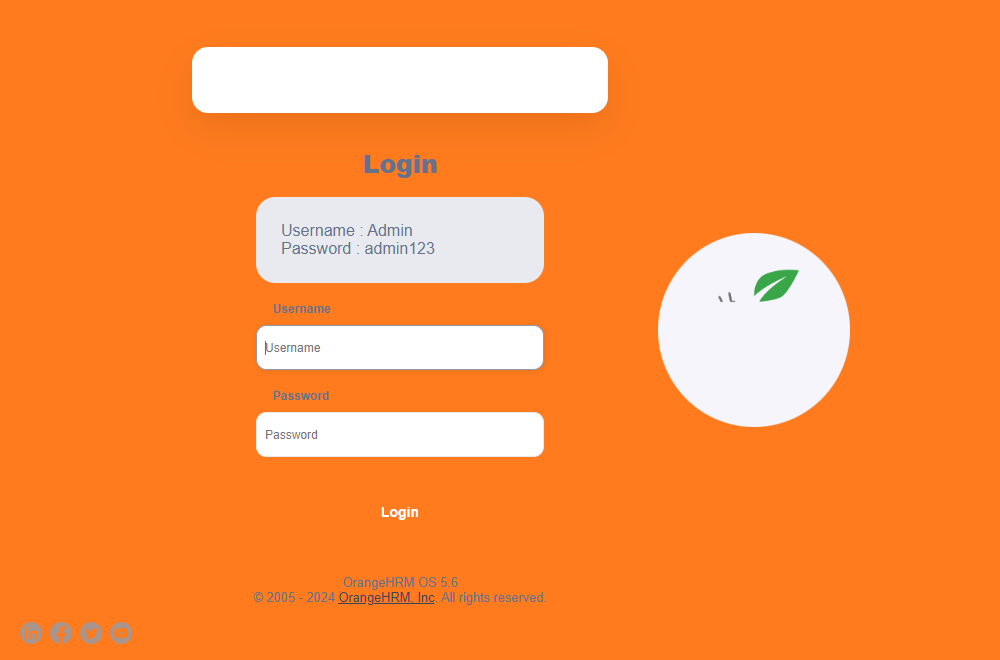 Login
Username : Admin
Password : admin123
Username
Username
Password
Password
Login
OrangeHRM OS 5.6
© 2005 - 2024 OrangeHRM, Inc. All rights reserved.